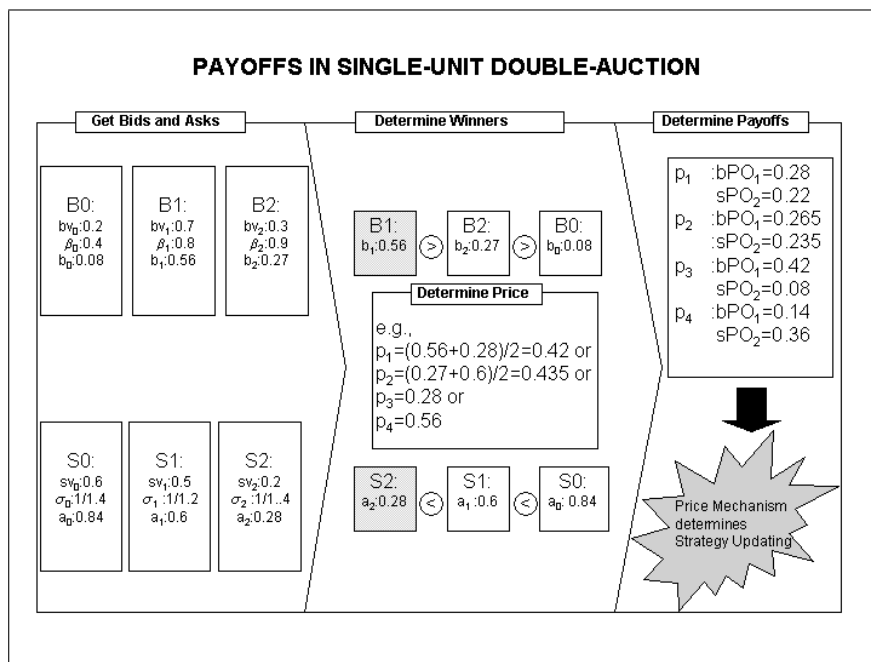 PAYOFFS IN SINGLE-UNIT DOUBLE-AUCTION
Get Bids and Asks
Determine Winners
Determine Payoffs
B0:
bv₀:0.2
β₀:0.4
b₀:0.08
B1:
bv₁:0.7
β₁:0.8
b₁:0.56
B2:
bv₂:0.3
β₂:0.9
b₂:0.27
B1:
b₁:0.56
>
B2:
b₂:0.27
>
B0:
b₀:0.08
Determine Price
e.g.,
p₁=(0.56+0.28)/2=0.42 or
p₂=(0.27+0.6)/2=0.435 or
p₃=0.28 or
p₄=0.56
p₁ :bPO₁=0.28
sPO₂=0.22
p₂ :bPO₁=0.265
:sPO₂=0.235
p₃ :bPO₁=0.42
sPO₂=0.08
p₄ :bPO₁=0.14
sPO₂=0.36
S0:
sv₀:0.6
σ₀:1/1.4
a₀:0.84
S1:
sv₁:0.5
σ₁ :1/1.2
a₁:0.6
S2:
sv₂:0.2
σ₂ :1/1..4
a₂:0.28
S2:
a₂:0.28
<
S1:
a₁:0.6
<
S0:
a₀: 0.84
Price Mechanism
determines
Strategy Updating